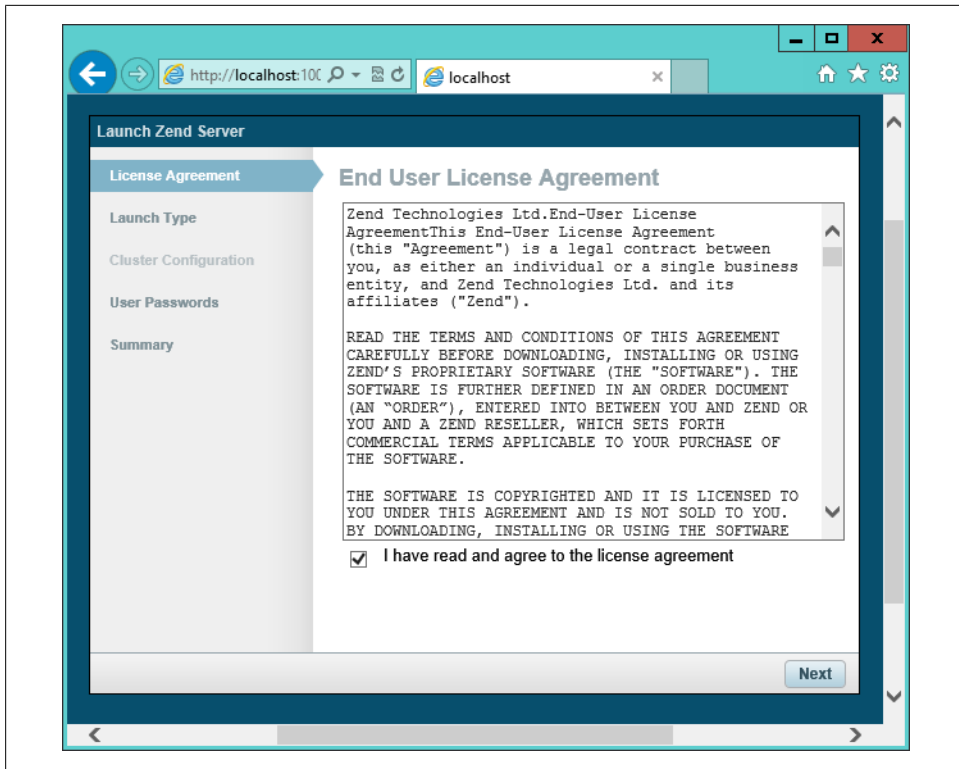 http://localhost:10
localhost
Launch Zend Server
License Agreement
Launch Type
Cluster Configuration
User Passwords
Summary
End User License Agreement
Zend Technologies Ltd.End-User License
AgreementThis End-User License Agreement
(this "Agreement") is a legal contract between
you, as either an individual or a single business
entity, and Zend Technologies Ltd. and its
affiliates ("Zend").
READ THE TERMS AND CONDITIONS OF THIS AGREEMENT
CAREFULLY BEFORE DOWNLOADING, INSTALLING OR USING
ZEND’S PROPRIETARY SOFTWARE (THE "SOFTWARE"). THE
SOFTWARE IS FURTHER DEFINED IN AN ORDER DOCUMENT
(AN “ORDER”), ENTERED INTO BETWEEN YOU AND ZEND OR
YOU AND A ZEND RESELLER, WHICH SETS FORTH
COMMERCIAL TERMS APPLICABLE TO YOUR PURCHASE OF
THE SOFTWARE.
THE SOFTWARE IS COPYRIGHTED AND IT IS LICENSED TO
YOU UNDER THIS AGREEMENT AND IS NOT SOLD TO YOU.
BY DOWNLOADING, INSTALLING OR USING THE SOFTWARE
I have read and agree to the license agreement
Next